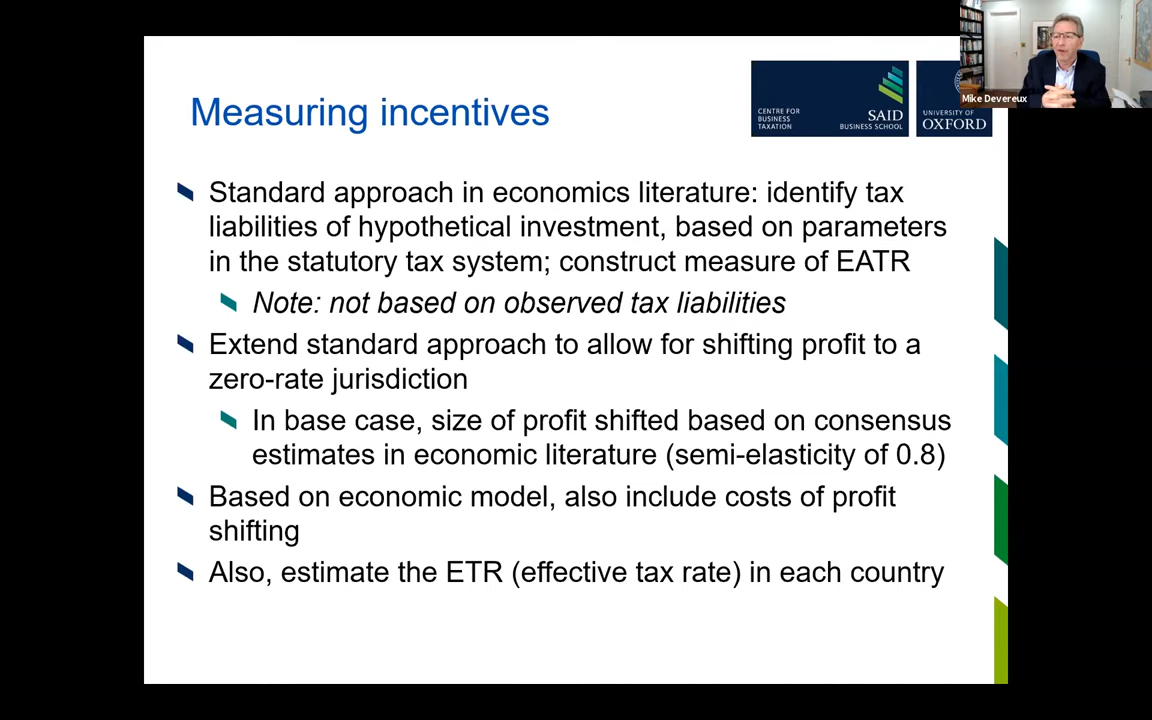 Measuring incentives
CENTRE FOR
BUSINESS
TAXATION
SAID
BUSINESS SCHOOL
UNIVERSITY OF
OXFORD
Mike Devereux
Standard approach in economics literature: identify tax
liabilities of hypothetical investment, based on parameters
in the statutory tax system; construct measure of EATR
Note: not based on observed tax liabilities
Extend standard approach to allow for shifting profit to a
zero-rate jurisdiction
In base case, size of profit shifted based on consensus
estimates in economic literature (semi-elasticity of 0.8)
Based on economic model, also include costs of profit
shifting
Also, estimate the ETR (effective tax rate) in each country